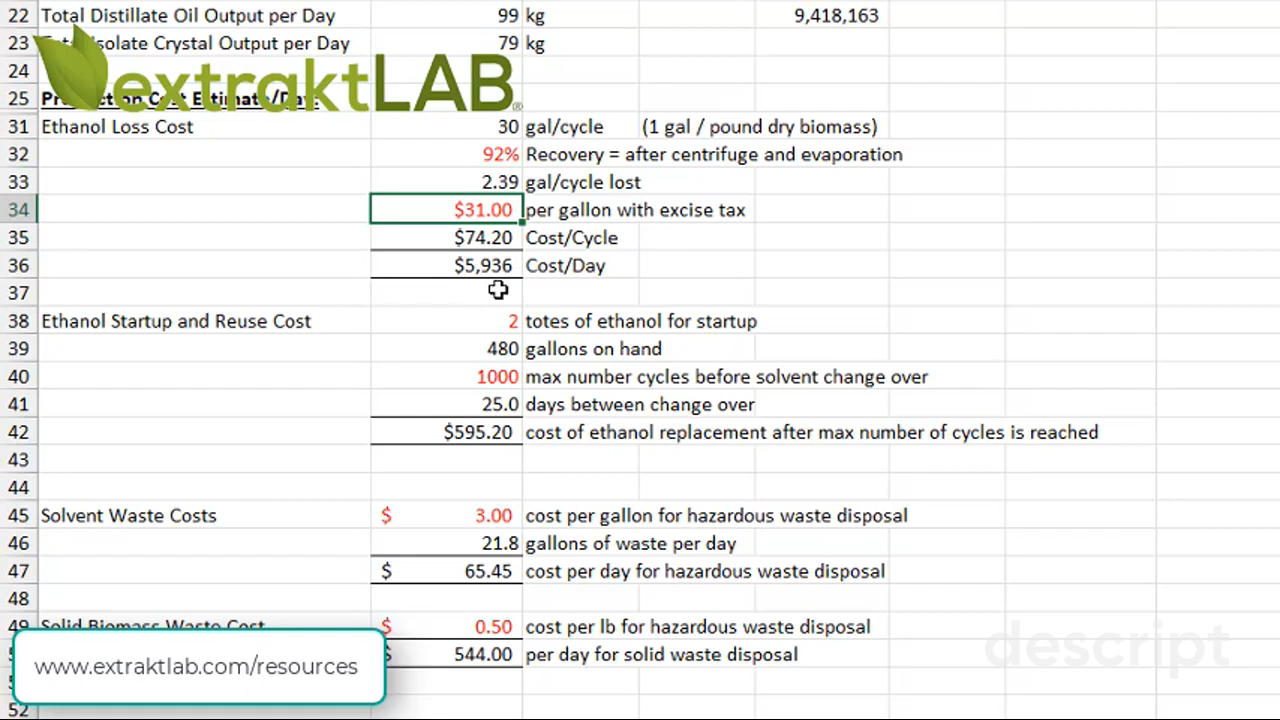 22 Total Distillate Oil Output per Day 99 kg 9,418,163
23 Isolate Crystal Output per Day 79 kg
24
extraktLAB®
25 Production Cost Estimate/Day:
31 Ethanol Loss Cost 30 gal/cycle (1 gal / pound dry biomass)
32 92% Recovery = after centrifuge and evaporation
33 2.39 gal/cycle lost
34 $31.00 per gallon with excise tax
35 $74.20 Cost/Cycle
36 $5,936 Cost/Day
37
38 Ethanol Startup and Reuse Cost 2 totes of ethanol for startup
39 480 gallons on hand
40 1000 max number cycles before solvent change over
41 25.0 days between change over
42 $595.20 cost of ethanol replacement after max number of cycles is reached
43
44
45 Solvent Waste Costs $ 3.00 cost per gallon for hazardous waste disposal
46 21.8 gallons of waste per day
47 $ 65.45 cost per day for hazardous waste disposal
48
49 Solid Biomass Waste Cost $ 0.50 cost per lb for hazardous waste disposal
$ 544.00 per day for solid waste disposal
www.extraktlab.com/resources
descript
52